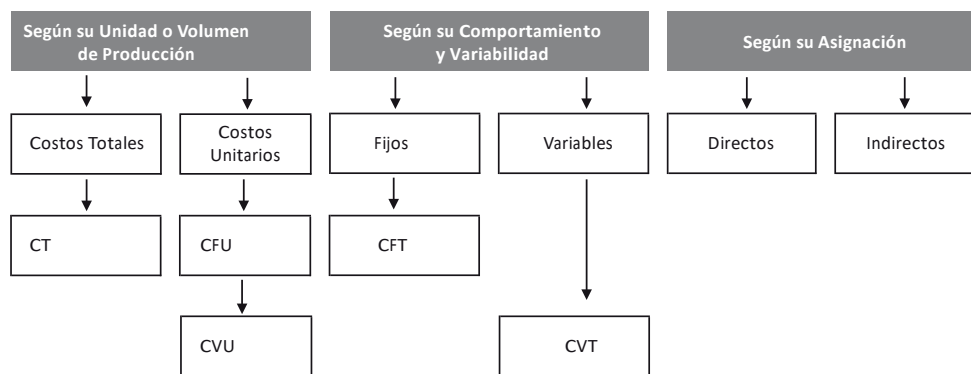 Según su Unidad o Volumen
de Producción
Según su Comportamiento
y Variabilidad
Según su Asignación
Costos Totales
Costos
Unitarios
Fijos
Variables
Directos
Indirectos
CT
CFU
CFT
CVU
CVT